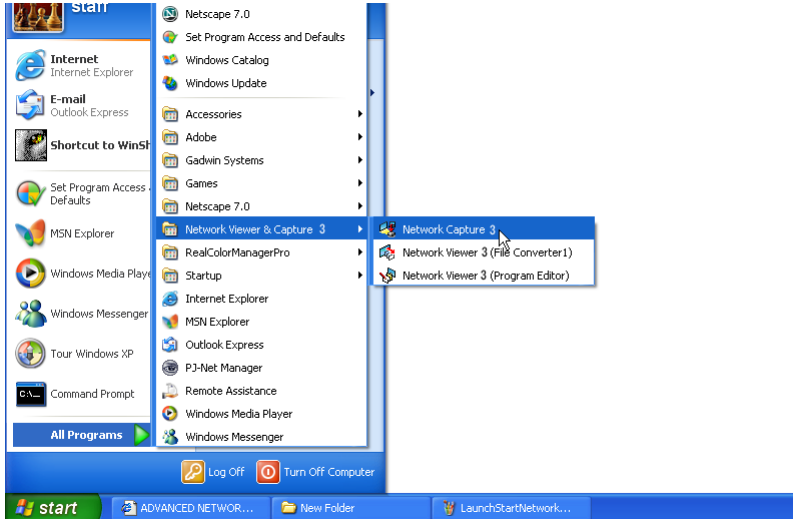 staff
Internet
Internet Explorer
E-mail
Outlook Express
Shortcut to WinSh
Set Program Access
Defaults
MSN Explorer
Windows Media Playe
Windows Messenger
Tour Windows XP
C:\_
Command Prompt
All Programs
Netscape 7.0
Set Program Access and Defaults
Windows Catalog
Windows Update
Accessories
Adobe
Gadwin Systems
Games
Netscape 7.0
Network Viewer & Capture 3
RealColorManagerPro
Startup
Internet Explorer
MSN Explorer
Outlook Express
PJ-Net Manager
Remote Assistance
Windows Media Player
Windows Messenger
Network Capture 3
Network Viewer 3 (File Converter1)
Network Viewer 3 (Program Editor)
Log Off
Turn Off Computer
start
ADVANCED NETWOR...
New Folder
LaunchStartNetwork...